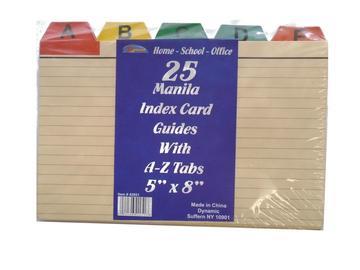 A B C D E
Home - School - Office
25
Manila
Index Card
Guides
With
A-Z Tabs
5" x 8"
Made in China
Dynamic
Suffern NY 10901